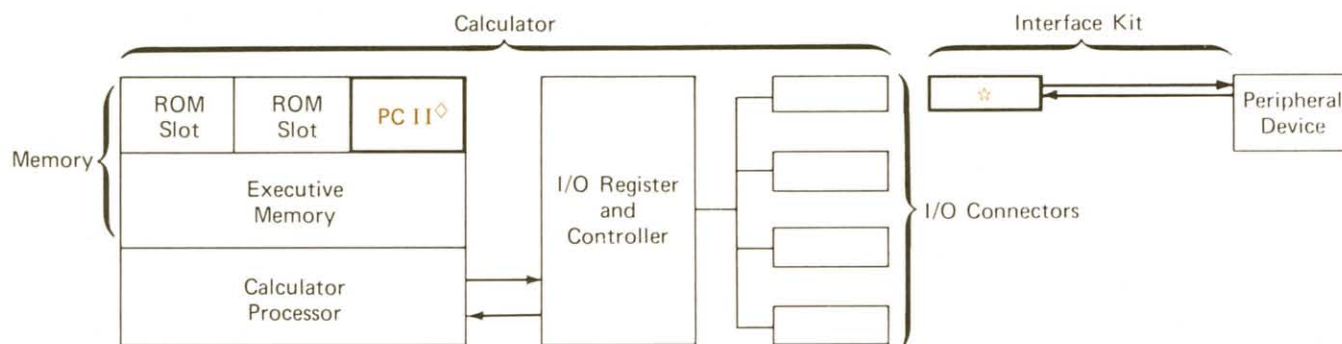 Calculator
Interface Kit
ROM
Slot
ROM
Slot
PC II◇
☆
Peripheral
Device
Memory
Executive
Memory
I/O Register
and
Controller
I/O Connectors
Calculator
Processor